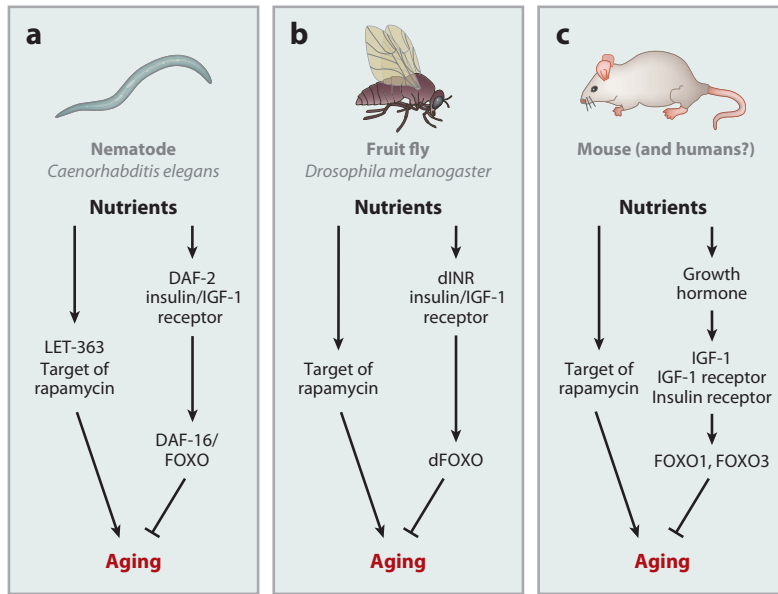 a
Nematode
Caenorhabditis elegans
Nutrients
DAF-2
insulin/IGF-1
receptor
LET-363
Target of
rapamycin
DAF-16/
FOXO
Aging
b
Fruit fly
Drosophila melanogaster
Nutrients
dINR
insulin/IGF-1
receptor
Target of
rapamycin
dFOXO
Aging
c
Mouse (and humans?)
Nutrients
Growth
hormone
Target of
rapamycin
IGF-1
IGF-1 receptor
Insulin receptor
FOXO1, FOXO3
Aging